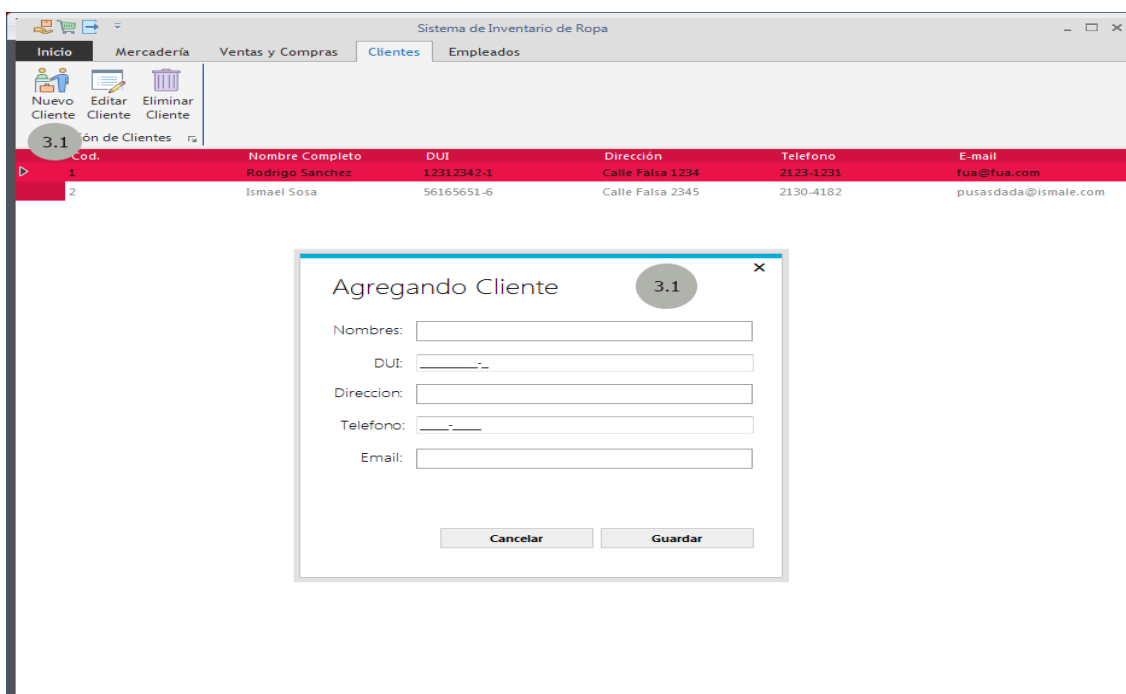 Sistema de Inventario de Ropa
Inicio Mercadería Ventas y Compras Clientes Empleados
Nuevo Cliente Editar Cliente Eliminar Cliente
3.1 ón de Clientes
Cod. Nombre Completo DUI Dirección Telefono E-mail
1 Rodrigo Sanchez 12312342-1 Calle Falsa 1234 2123-1231 fua@fua.com
2 Ismael Sosa 56165651-6 Calle Falsa 2345 2130-4182 pusasdada@ismale.com
Agregando Cliente 3.1
Nombres:
DUI: ________-_
Direccion:
Telefono: ____-____
Email:
Cancelar Guardar